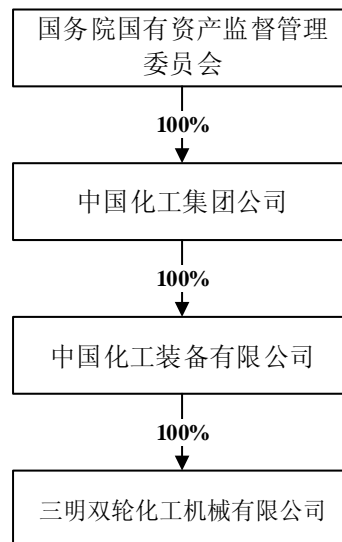 国务院国有资产监督管理
委员会
100%
中国化工集团公司
100%
中国化工装备有限公司
100%
三明双轮化工机械有限公司